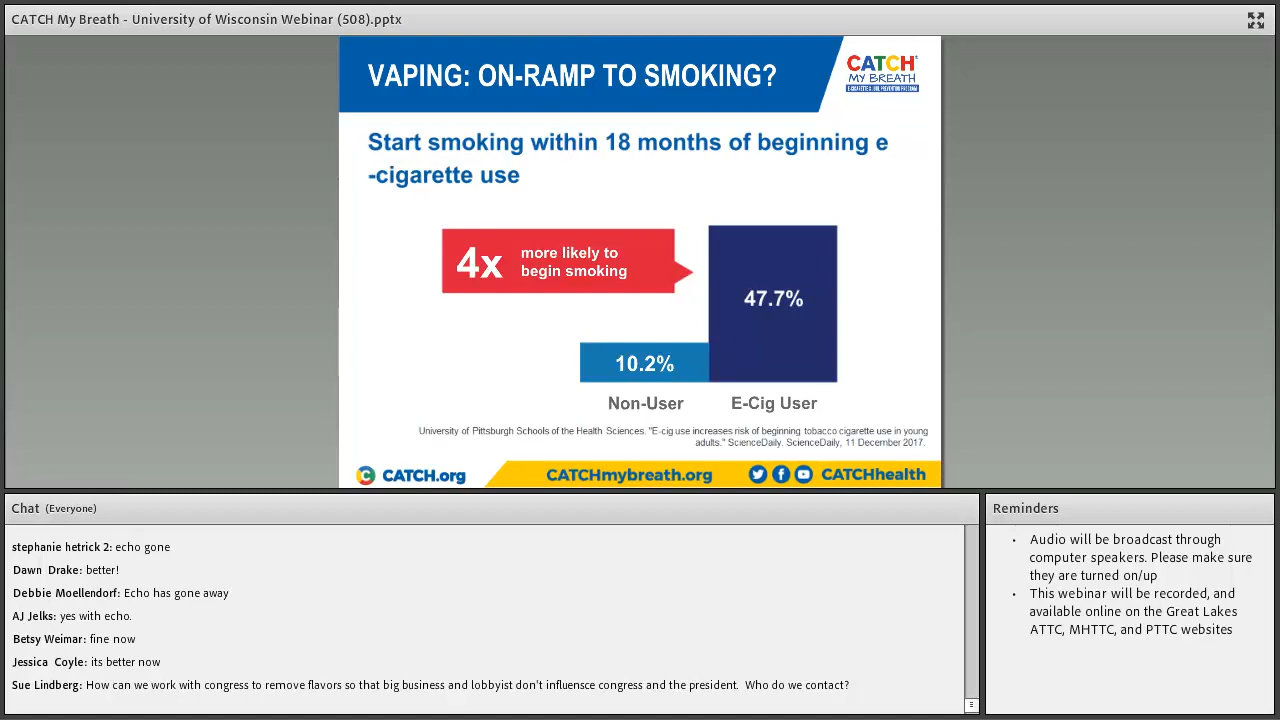 CATCH My Breath - University of Wisconsin Webinar (508).pptx
VAPING: ON-RAMP TO SMOKING?
CATCH®
MY BREATH
E-CIGARETTE & JUUL PREVENTION PROGRAM
Start smoking within 18 months of beginning e
-cigarette use
4x
more likely to
begin smoking
47.7%
10.2%
Non-User
E-Cig User
University of Pittsburgh Schools of the Health Sciences. "E-cig use increases risk of beginning tobacco cigarette use in young
adults." ScienceDaily. ScienceDaily, 11 December 2017.
CATCH.org
CATCHmybreath.org
CATCHhealth
Chat (Everyone)
stephanie hetrick 2: echo gone
Dawn Drake: better!
Debbie Moellendorf: Echo has gone away
AJ Jelks: yes with echo.
Betsy Weimar: fine now
Jessica Coyle: its better now
Sue Lindberg: How can we work with congress to remove flavors so that big business and lobbyist don't influensce congress and the president. Who do we contact?
Reminders
• Audio will be broadcast through
computer speakers. Please make sure
they are turned on/up
• This webinar will be recorded, and
available online on the Great Lakes
ATTC, MHTTC, and PTTC websites